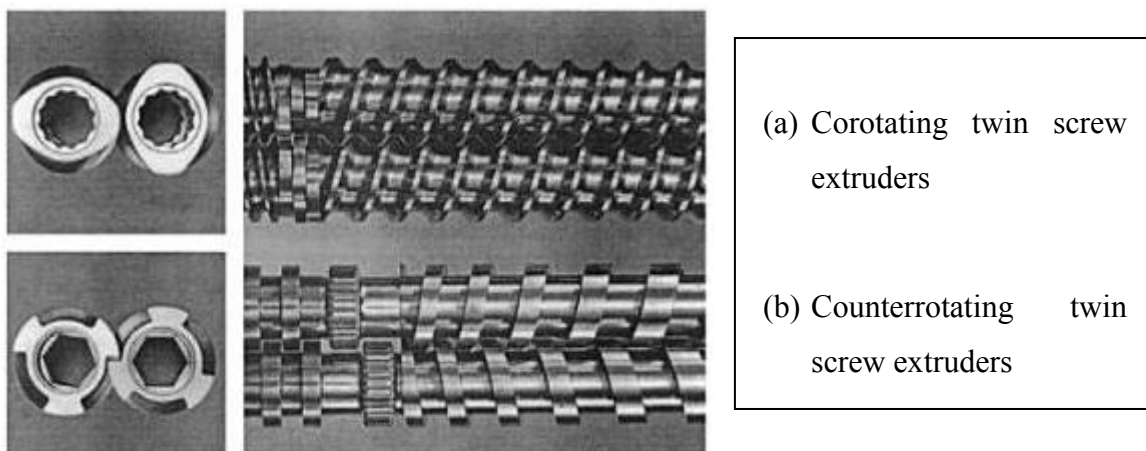 (a) Corotating twin screw
extruders
(b) Counterrotating twin
screw extruders